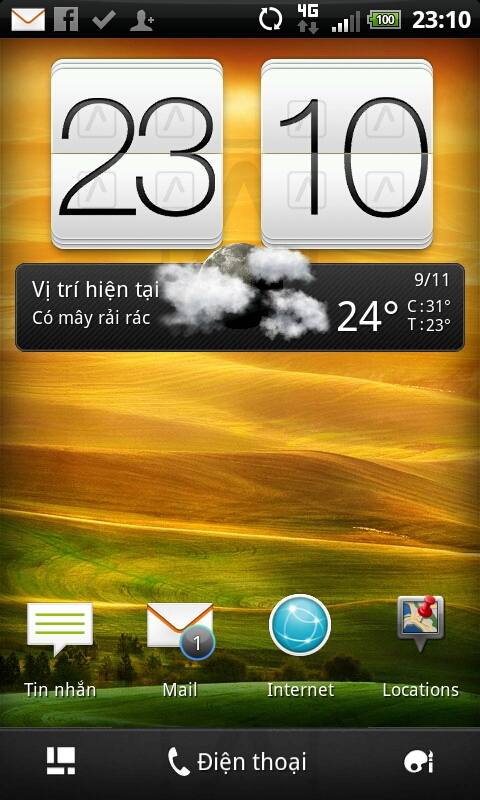 4G
100
23:10
23 10
Vị trí hiện tại
Có mây rải rác
9/11
24°
C:31°
T:23°
1
Tin nhắn
Mail
Internet
Locations
Điện thoại